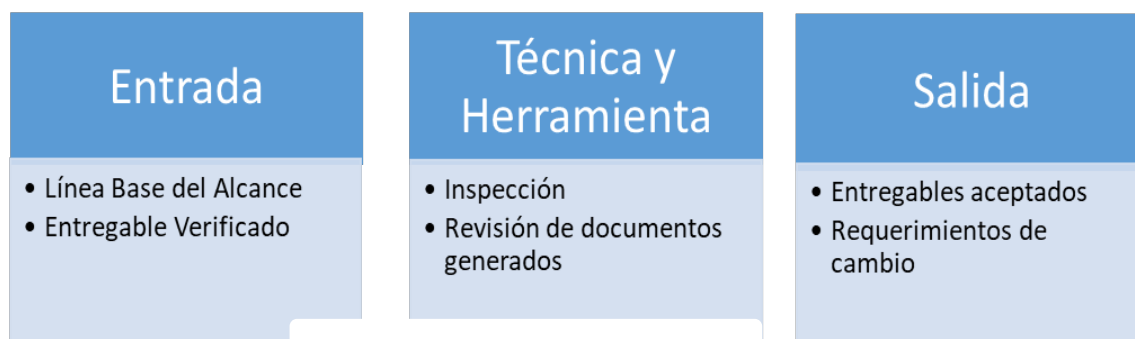 Entrada
• Línea Base del Alcance
• Entregable Verificado
Técnica y
Herramienta
• Inspección
• Revisión de documentos
generados
Salida
• Entregables aceptados
• Requerimientos de
cambio